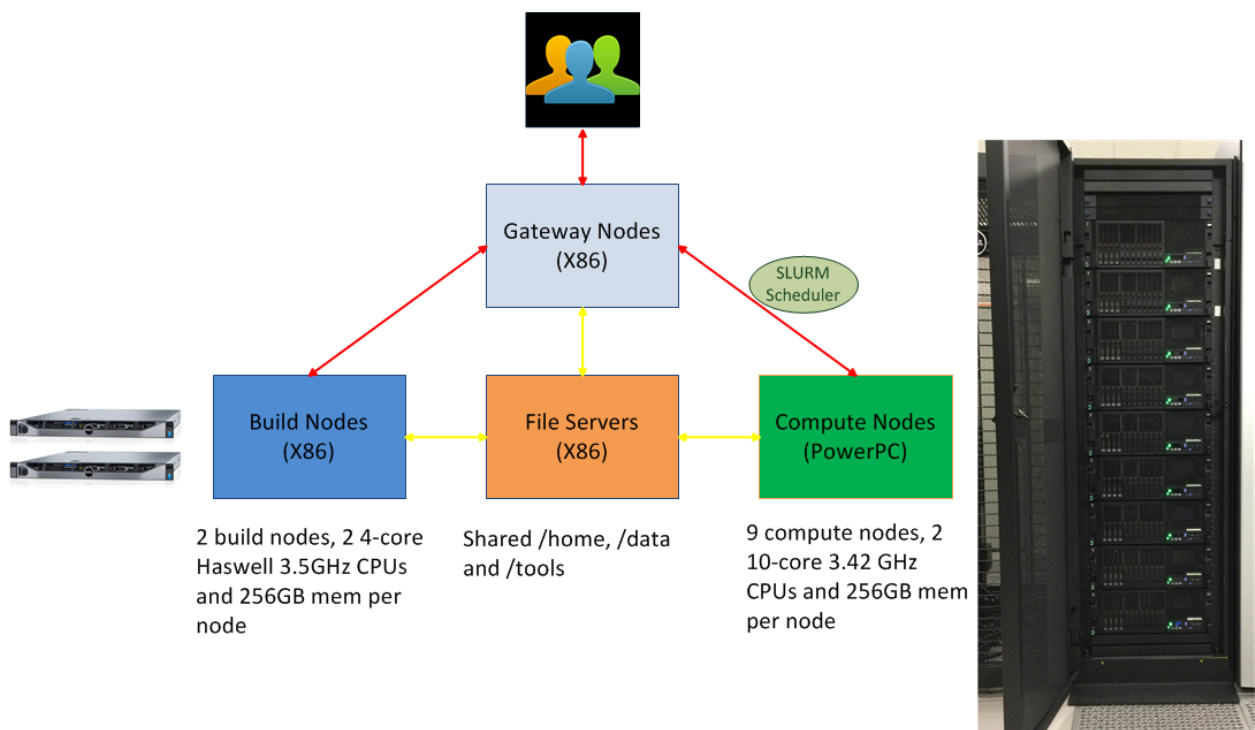 Gateway Nodes
(X86)
SLURM
Scheduler
Build Nodes
(X86)
File Servers
(X86)
Compute Nodes
(PowerPC)
2 build nodes, 2 4-core
Haswell 3.5GHz CPUs
and 256GB mem per
node
Shared /home, /data
and /tools
9 compute nodes, 2
10-core 3.42 GHz
CPUs and 256GB mem
per node